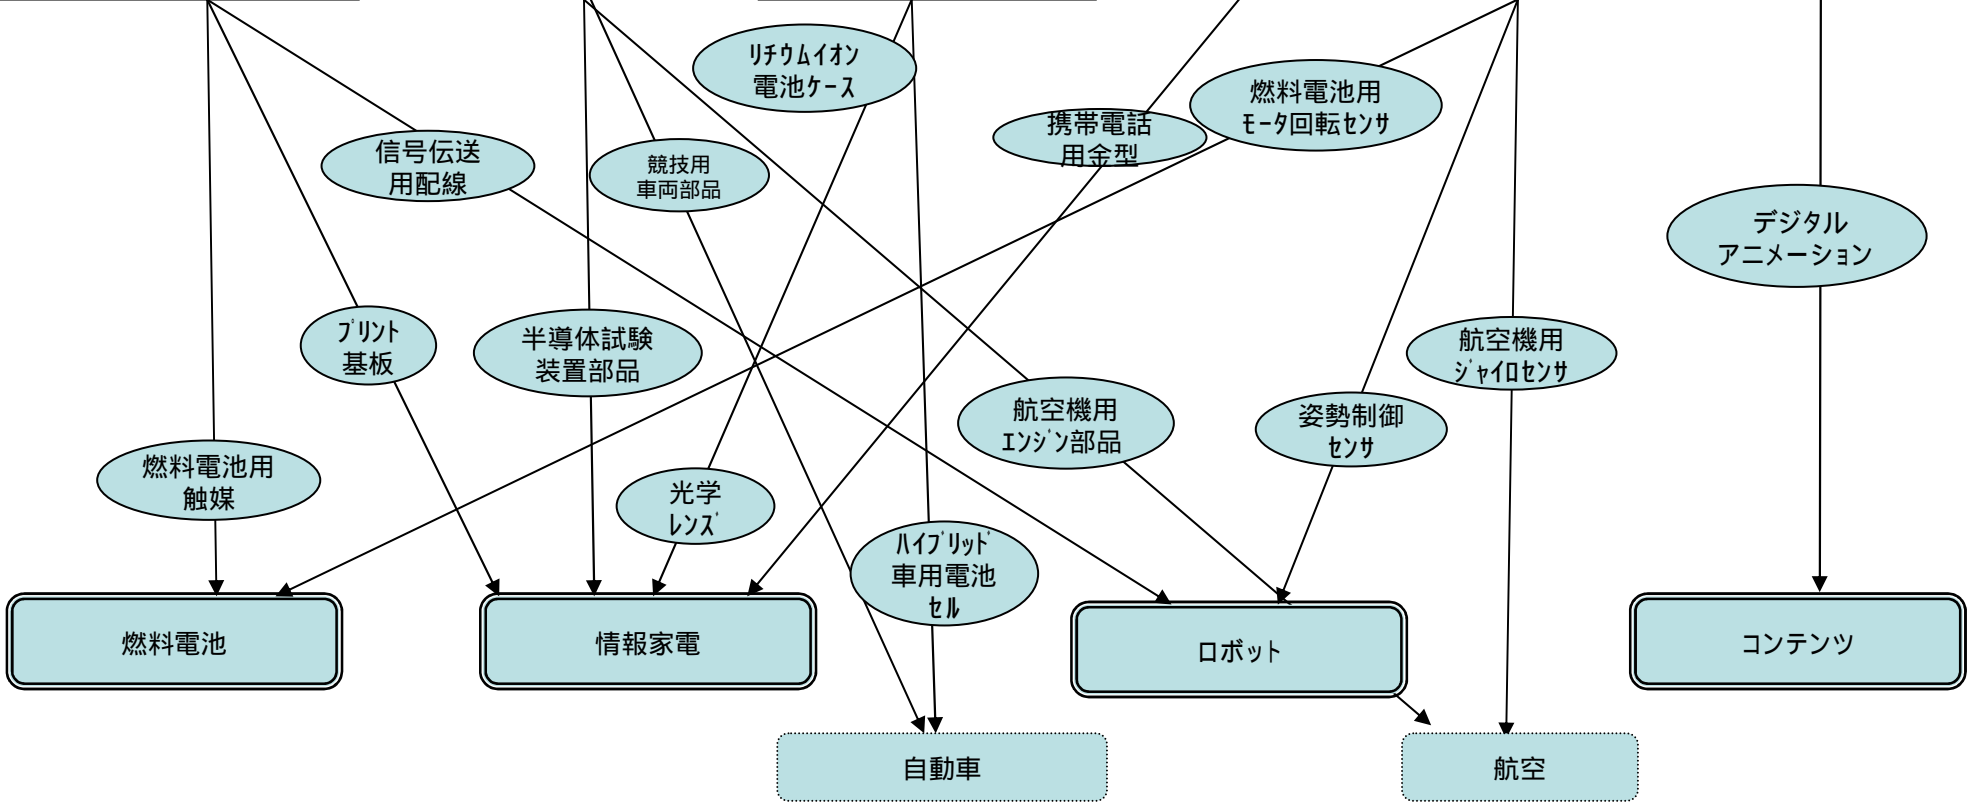 ﾘﾁｳﾑｲｵﾝ
電池ｹｰｽ
燃料電池用
ﾓｰﾀ回転ｾﾝｻ
携帯電話
用金型
信号伝送
用配線
競技用
車両部品
デジタル
アニメーション
ﾌﾟﾘﾝﾄ
基板
半導体試験
装置部品
航空機用
ｼﾞｬｲﾛｾﾝｻ
航空機用
ｴﾝｼﾞﾝ部品
姿勢制御
ｾﾝｻ
燃料電池用
触媒
光学
ﾚﾝｽﾞ
ﾊｲﾌﾞﾘｯﾄﾞ
車用電池
ｾﾙ
燃料電池
情報家電
ロボット
コンテンツ
自動車
航空